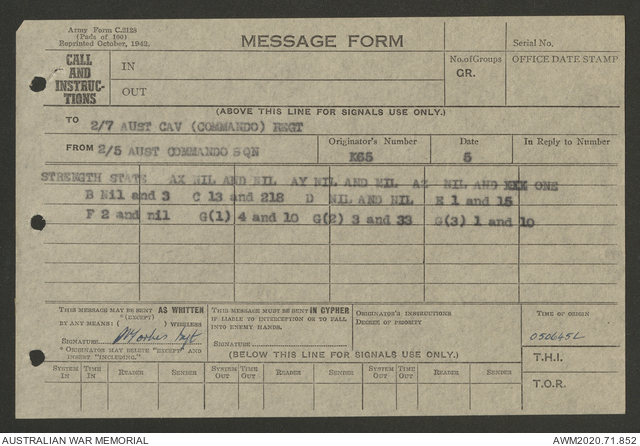 Army Form C.2128
(Pads of 100)
Reprinted October, 1942.
MESSAGE FORM
Serial No.
CALL AND INSTRUC-TIONS
IN
OUT
No. of Groups
GR.
OFFICE DATE STAMP
(ABOVE THIS LINE FOR SIGNALS USE ONLY.)
TO 2/7 AUST CAV (COMMANDO) REGT
FROM 2/5 AUST COMMANDO SQN
Originator's Number
K65
Date
5
In Reply to Number
STRENGTH STATE AX NIL AND NIL AY NIL AND NIL AZ NIL AND XXX ONE
B Nil and 3 C 13 and 218 D NIL AND NIL E 1 and 15
F 2 and nil G(1) 4 and 10 G(2) 3 and 33 G(3) 1 and 10
THIS MESSAGE MAY BE SENT AS WRITTEN
BY ANY MEANS (*(EXCEPT) ) WIRELESS
SIGNATURE
* ORIGINATOR MAY DELETE "EXCEPT" AND
INSERT "INCLUDING."
THIS MESSAGE MUST BE SENT IN CYPHER
IF LIABLE TO INTERCEPTION OR TO FALL
INTO ENEMY HANDS.
SIGNATURE
ORIGINATOR'S INSTRUCTIONS
DEGREE OF PRIORITY
TIME OF ORIGIN
050645L
(BELOW THIS LINE FOR SIGNALS USE ONLY.)
T.H.I.
T.O.R.
SYSTEM IN TIME IN READER SENDER SYSTEM OUT TIME OUT READER SENDER SYSTEM OUT TIME OUT READER SENDER
AUSTRALIAN WAR MEMORIAL
AWM2020.71.852